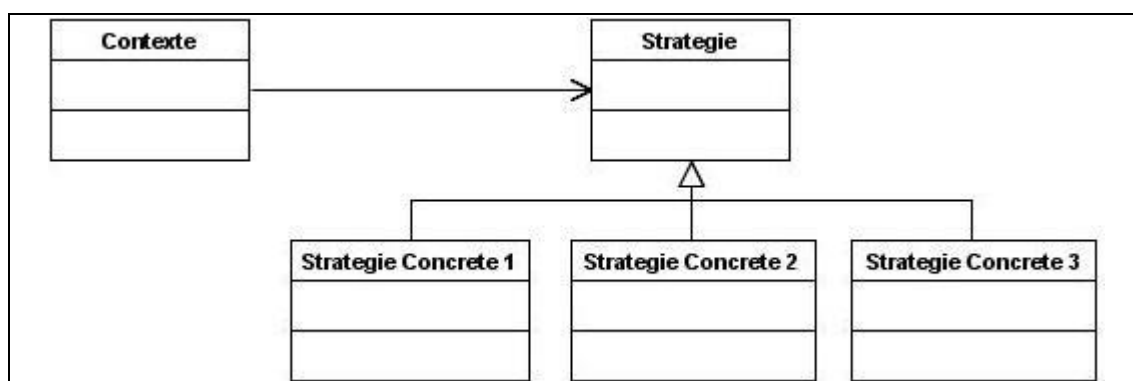 Contexte
Strategie
Strategie Concrete 1
Strategie Concrete 2
Strategie Concrete 3